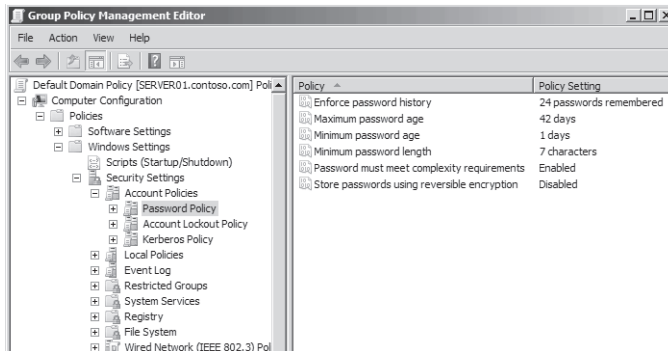 Group Policy Management Editor
File Action View Help
Default Domain Policy [SERVER01.contoso.com] Poli
Computer Configuration
Policies
Software Settings
Windows Settings
Scripts (Startup/Shutdown)
Security Settings
Account Policies
Password Policy
Account Lockout Policy
Kerberos Policy
Local Policies
Event Log
Restricted Groups
System Services
Registry
File System
Wired Network (IEEE 802.3) Pol
Policy Policy Setting
Enforce password history 24 passwords remembered
Maximum password age 42 days
Minimum password age 1 days
Minimum password length 7 characters
Password must meet complexity requirements Enabled
Store passwords using reversible encryption Disabled